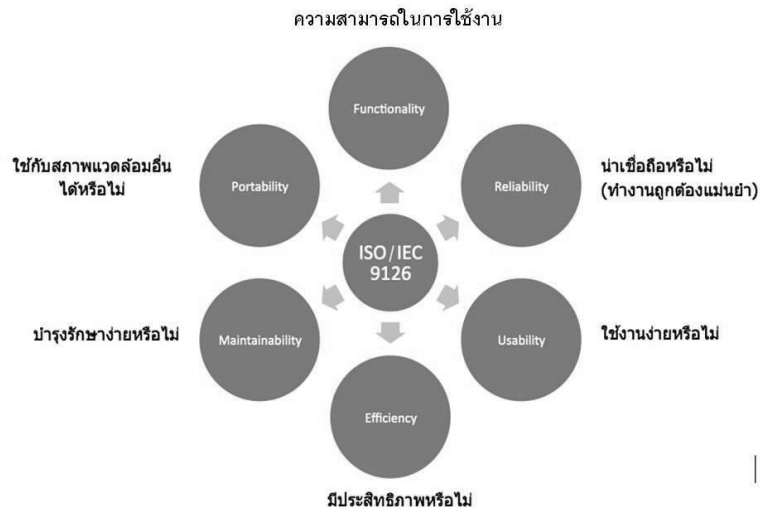 ความสามารถในการใช้งาน
Functionality
ใช้กับสภาพแวดล้อมอื่น
ได้หรือไม่
Portability
Reliability
น่าเชื่อถือหรือไม่
(ทำงานถูกต้องแม่นยำ)
ISO/IEC
9126
บำรุงรักษาง่ายหรือไม่
Maintainability
Usability
ใช้งานง่ายหรือไม่
Efficiency
มีประสิทธิภาพหรือไม่